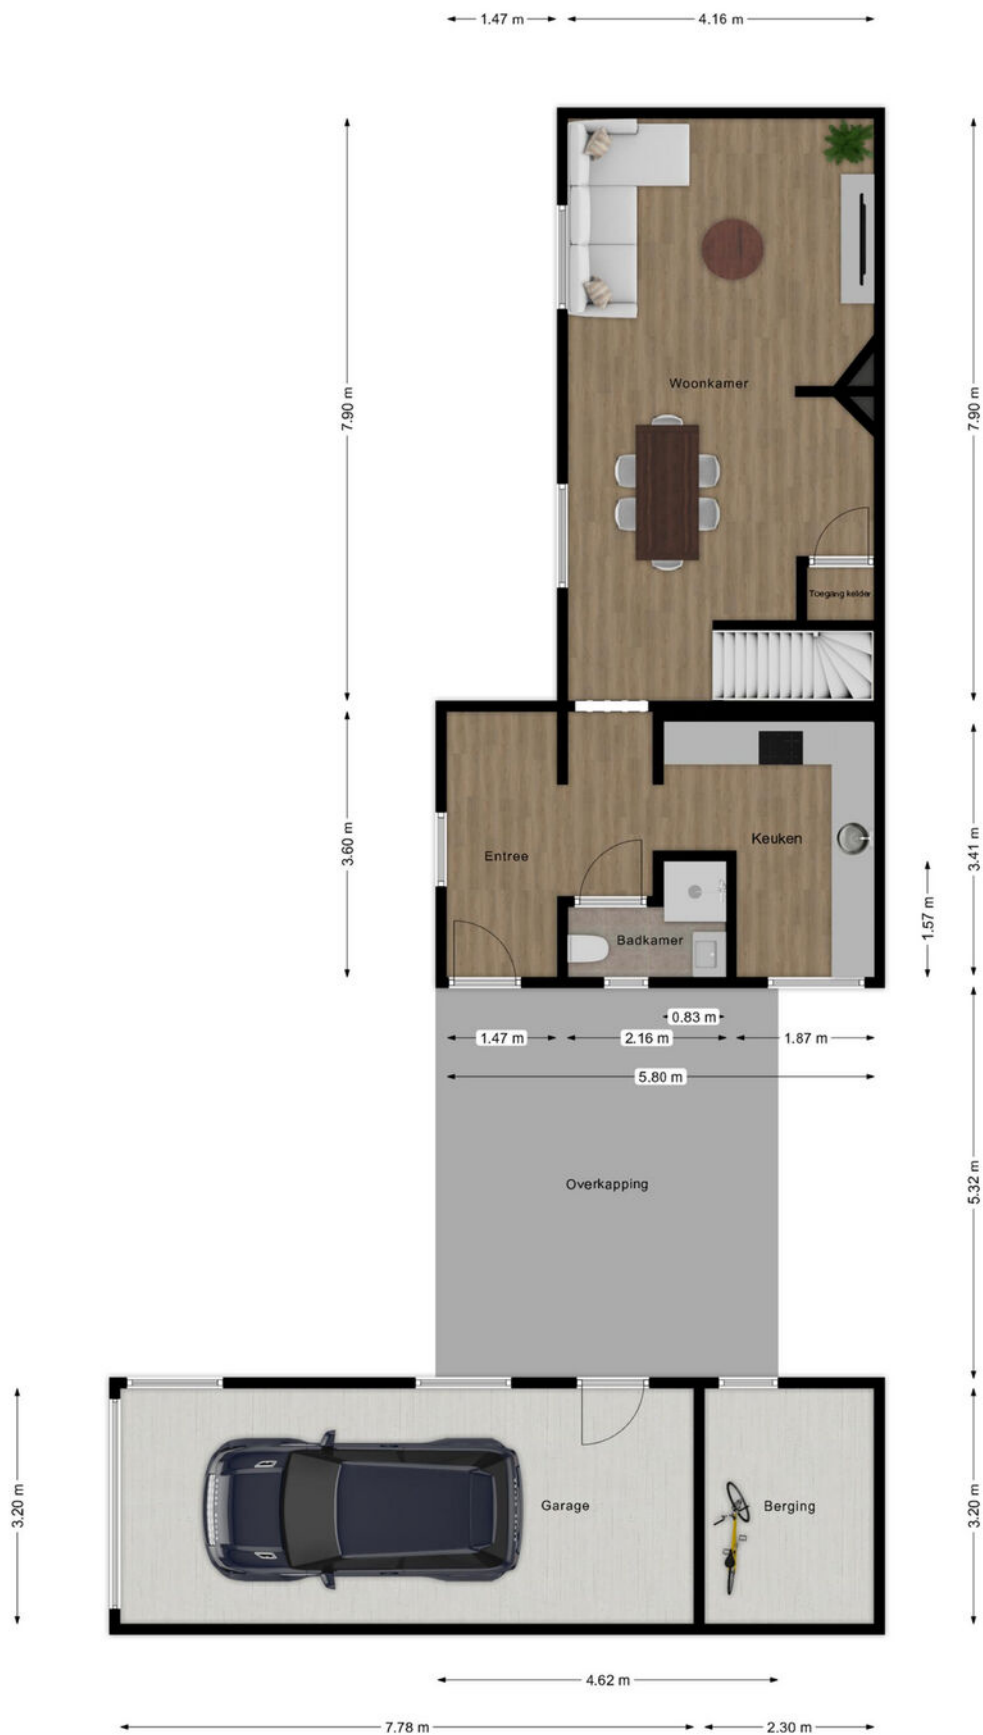 1.47 m
4.16 m
7.90 m
7.90 m
Woonkamer
Toegang kelder
3.60 m
3.41 m
Keuken
Entree
1.57 m
Badkamer
0.83 m
1.47 m
2.16 m
1.87 m
5.80 m
Overkapping
5.32 m
3.20 m
Garage
Berging
3.20 m
4.62 m
7.78 m
2.30 m